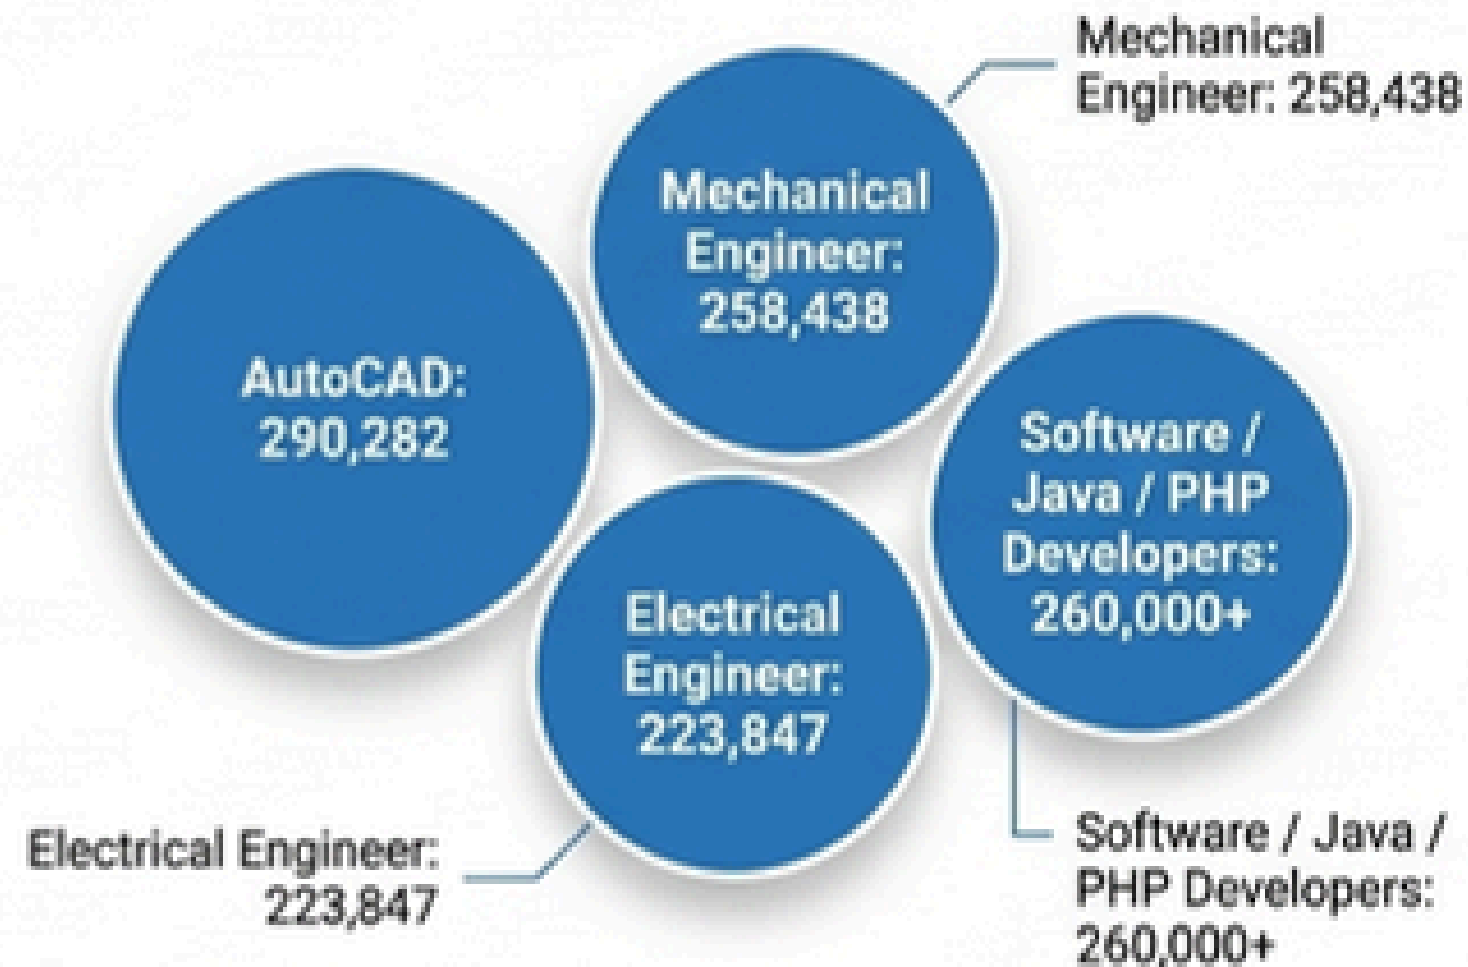 Mechanical
Engineer: 258,438
Mechanical
Engineer:
258,438
AutoCAD:
290,282
Software /
Java / PHP
Developers:
260,000+
Electrical
Engineer:
223,847
Electrical Engineer:
223,847
Software / Java /
PHP Developers:
260,000+